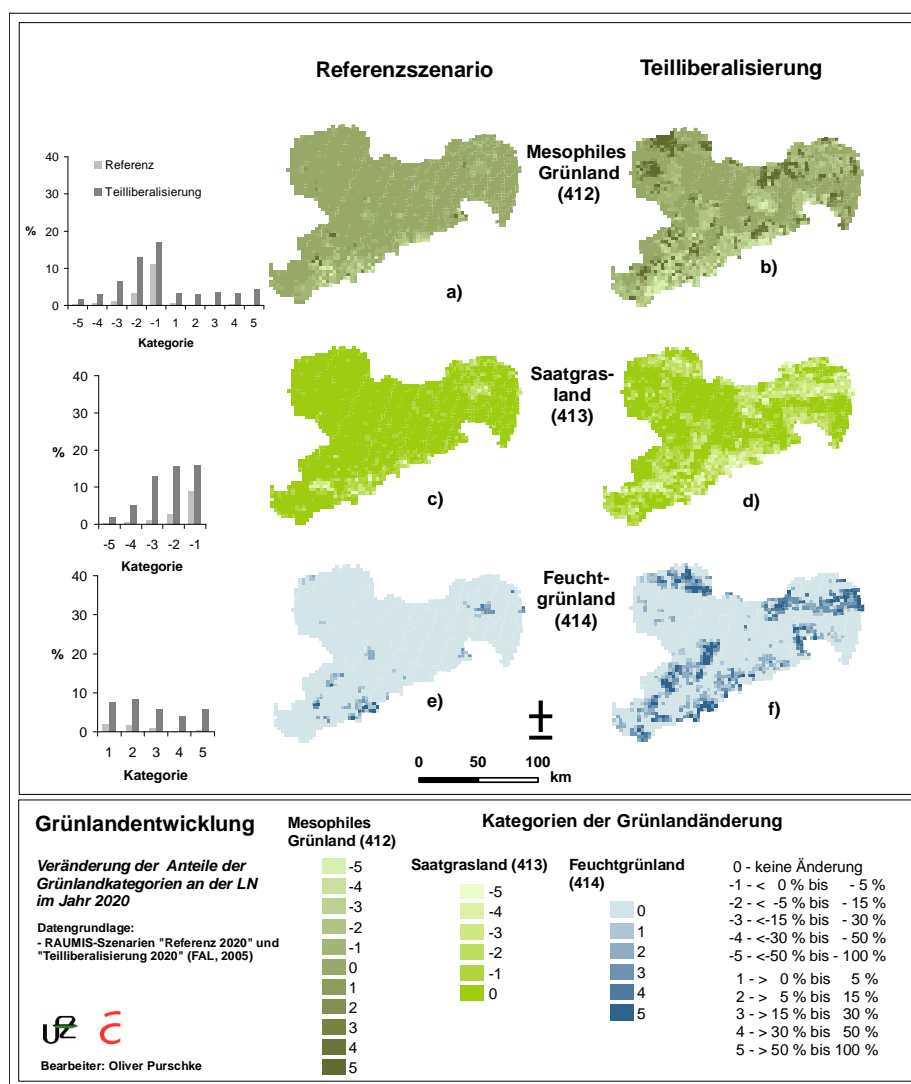 Referenzszenario
Teilliberalisierung
40
30
%
20
10
0
Referenz
Teilliberalisierung
-5 -4 -3 -2 -1 1 2 3 4 5
Kategorie
Mesophiles
Grünland
(412)
a)
b)
40
30
%
20
10
0
-5 -4 -3 -2 -1
Kategorie
Saatgras-
land
(413)
c)
d)
40
30
%
20
10
0
1 2 3 4 5
Kategorie
Feucht-
grünland
(414)
e)
f)
0 50 100
km
Grünlandentwicklung
Veränderung der Anteile der
Grünlandkategorien an der LN
im Jahr 2020
Datengrundlage:
- RAUMIS-Szenarien "Referenz 2020" und
"Teilliberalisierung 2020" (FAL, 2005)
UFZ
Bearbeiter: Oliver Purschke
Kategorien der Grünlandänderung
Mesophiles
Grünland (412)
-5
-4
-3
-2
-1
0
1
2
3
4
5
Saatgrasland (413)
-5
-4
-3
-2
-1
0
Feuchtgrünland
(414)
0
1
2
3
4
5
0 - keine Änderung
-1 - < 0 % bis - 5 %
-2 - < -5 % bis - 15 %
-3 - <-15 % bis - 30 %
-4 - <-30 % bis - 50 %
-5 - <-50 % bis - 100 %
1 - > 0 % bis 5 %
2 - > 5 % bis 15 %
3 - > 15 % bis 30 %
4 - > 30 % bis 50 %
5 - > 50 % bis 100 %